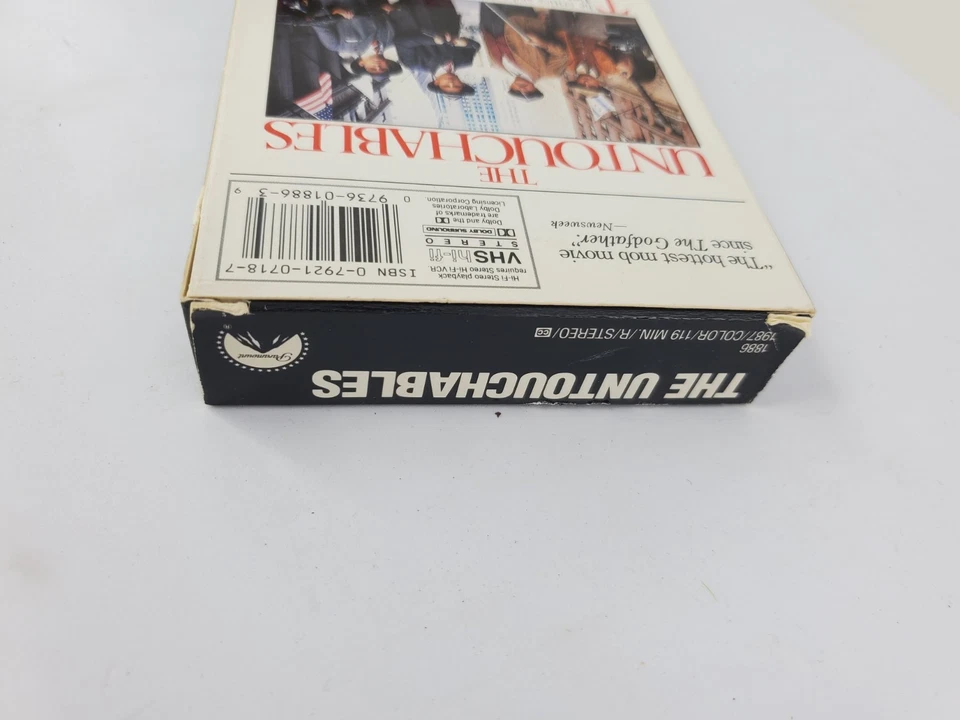 THE
UNTOUCHABLES
"The hottest mob movie
since The Godfather."
—Newsweek
Hi-Fi Stereo playback
requires Stereo Hi-Fi VCR
VHS hi-fi
STEREO
DOLBY SURROUND
Dolby and the
are trademarks of
Dolby Laboratories
Licensing Corporation
ISBN 0-7921-0718-7
0 9736-01886-3 9
1886
1987/COLOR/119 MIN./R/STEREO/CC
THE UNTOUCHABLES
Paramount